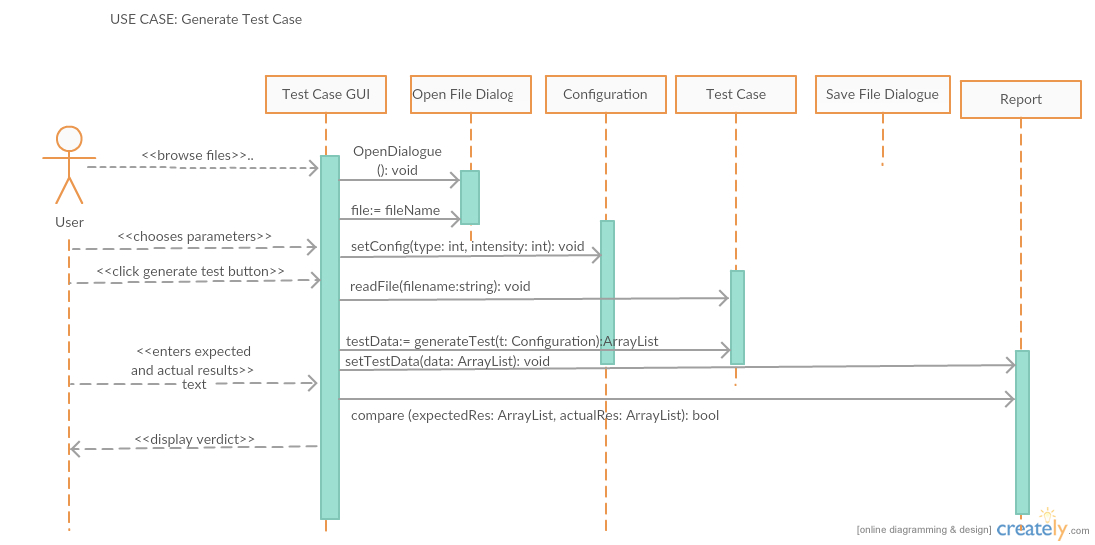 USE CASE: Generate Test Case
Test Case GUI
Open File Dialog
Configuration
Test Case
Save File Dialogue
Report
<<browse files>>..
OpenDialogue
(): void
User
file:= fileName
<<chooses parameters>>
setConfig(type: int, intensity: int): void
<<click generate test button>>
readFile(filename:string): void
testData:= generateTest(t: Configuration):ArrayList
<<enters expected
and actual results>>
text
setTestData(data: ArrayList): void
compare (expectedRes: ArrayList, actualRes: ArrayList): bool
<<display verdict>>
[online diagramming & design] creately.com